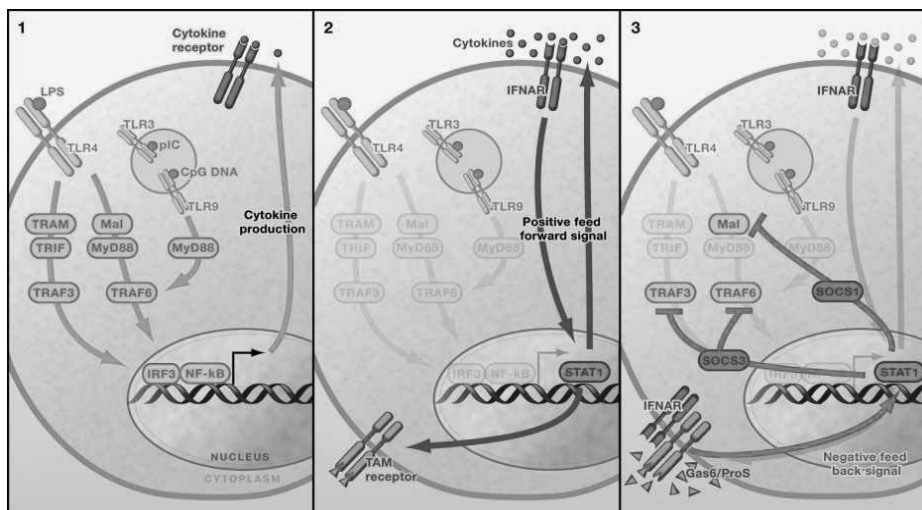 1
Cytokine
receptor
LPS
TLR4
TLR3
pIC
CpG DNA
TLR9
TRAM
TRIF
Mal
MyD88
MyD88
Cytokine
production
TRAF3
TRAF6
IRF3
NF-kB
NUCLEUS
CYTOPLASM
2
Cytokines
IFNAR
TLR3
TLR4
TLR9
TRAM
TRIF
Mal
MyD88
MyD88
Positive feed
forward signal
TRAF3
TRAF6
IRF3
NF-kB
STAT1
TAM
receptor
3
IFNAR
TLR3
TLR4
TLR9
TRAM
TRIF
Mal
MyD88
MyD88
TRAF3
TRAF6
SOCS1
SOCS3
IRF3
STAT1
IFNAR
Gas6/ProS
Negative feed
back signal